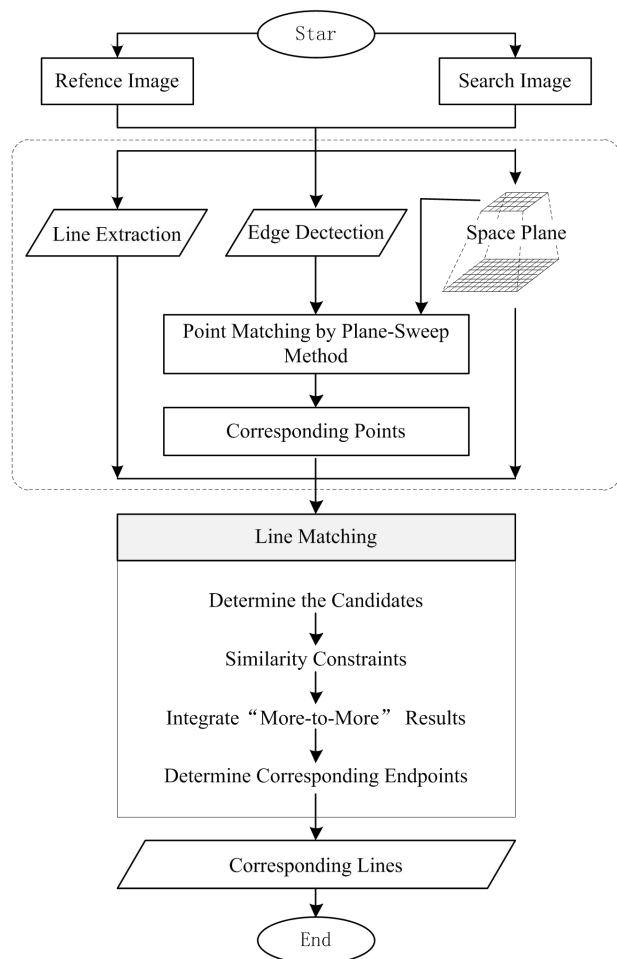 Star
Refence Image
Search Image
Line Extraction
Edge Dectection
Space Plane
Point Matching by Plane-Sweep
Method
Corresponding Points
Line Matching
Determine the Candidates
Similarity Constraints
Integrate “More-to-More” Results
Determine Corresponding Endpoints
Corresponding Lines
End